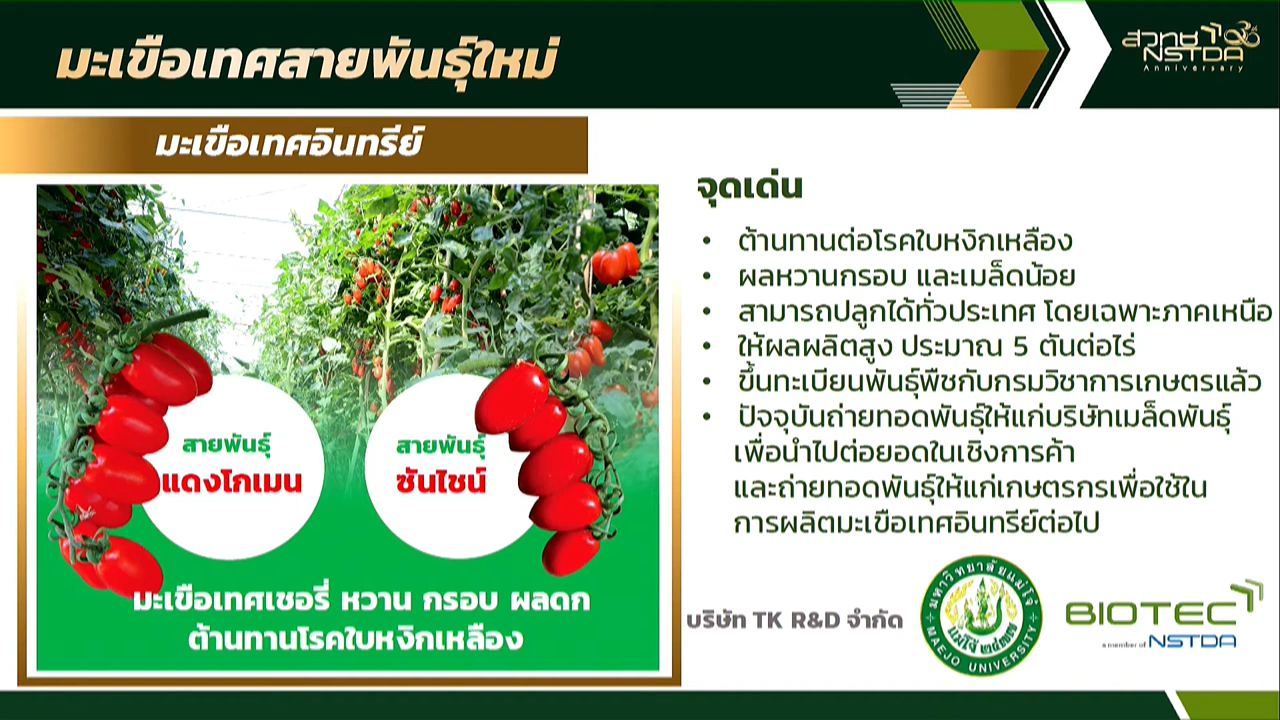 มะเขือเทศสายพันธุ์ใหม่
สวทช
NSTDA
Anniversary
มะเขือเทศอินทรีย์
จุดเด่น
• ต้านทานต่อโรคใบหงิกเหลือง
• ผลหวานกรอบ และเมล็ดน้อย
• สามารถปลูกได้ทั่วประเทศ โดยเฉพาะภาคเหนือ
• ให้ผลผลิตสูง ประมาณ 5 ตันต่อไร่
• ขึ้นทะเบียนพันธุ์พืชกับกรมวิชาการเกษตรแล้ว
• ปัจจุบันถ่ายทอดพันธุ์ให้แก่บริษัทเมล็ดพันธุ์
เพื่อนำไปต่อยอดในเชิงการค้า
และถ่ายทอดพันธุ์ให้แก่เกษตรกรเพื่อใช้ใน
การผลิตมะเขือเทศอินทรีย์ต่อไป
สายพันธุ์
แดงโกเมน
สายพันธุ์
ซันไชน์
มะเขือเทศเชอรี่ หวาน กรอบ ผลดก
ต้านทานโรคใบหงิกเหลือง
บริษัท TK R&D จำกัด
มหาวิทยาลัยแม่โจ้
แม่โจ้ ๒๔๗๗
MAEJO UNIVERSITY
BIOTEC
a member of NSTDA